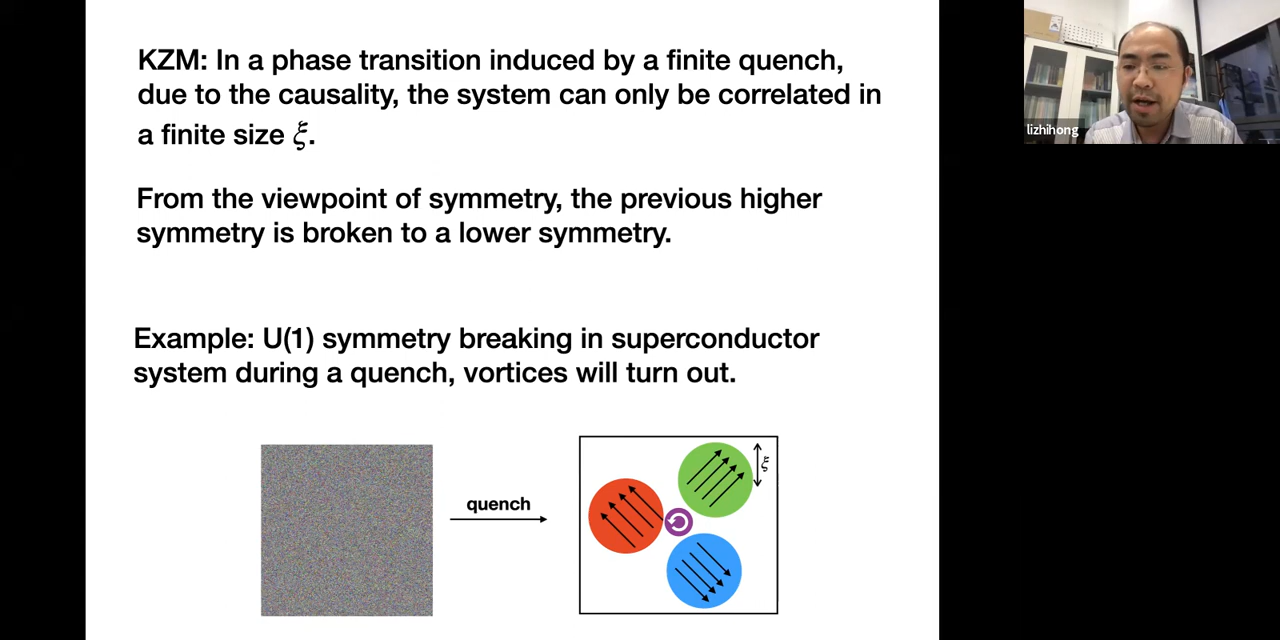 KZM: In a phase transition induced by a finite quench,
due to the causality, the system can only be correlated in
a finite size ξ.
From the viewpoint of symmetry, the previous higher
symmetry is broken to a lower symmetry.
Example: U(1) symmetry breaking in superconductor
system during a quench, vortices will turn out.
quench
ξ
lizhihong